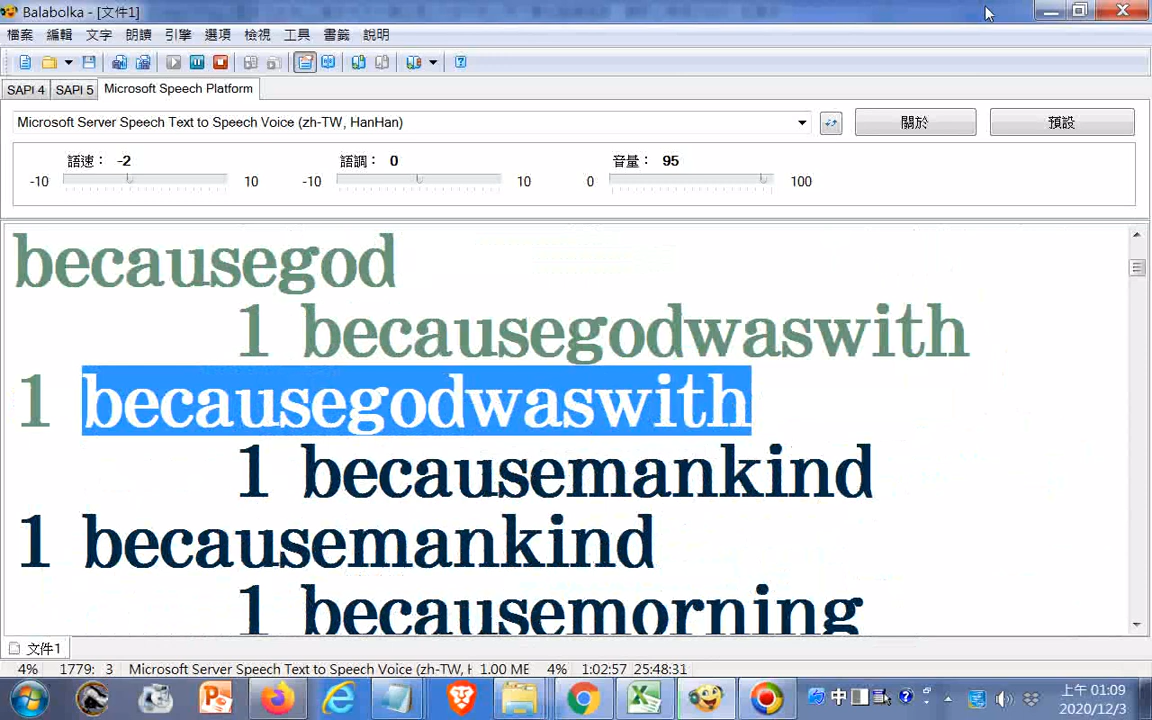 Balabolka - [文件1]
檔案 編輯 文字 朗讀 引擎 選項 檢視 工具 書籤 說明
SAPI 4 SAPI 5 Microsoft Speech Platform
Microsoft Server Speech Text to Speech Voice (zh-TW, HanHan) 關於 預設
語速： -2 語調： 0 音量： 95
-10 10 -10 10 0 100
becausegod
1 becausegodwaswith
1 becausegodwaswith
1 becausemankind
1 becausemankind
1 becausemorning
文件1
4% 1779: 3 Microsoft Server Speech Text to Speech Voice (zh-TW, 1.00 ME 4% 1:02:57 25:48:31
中 上午 01:09
2020/12/3